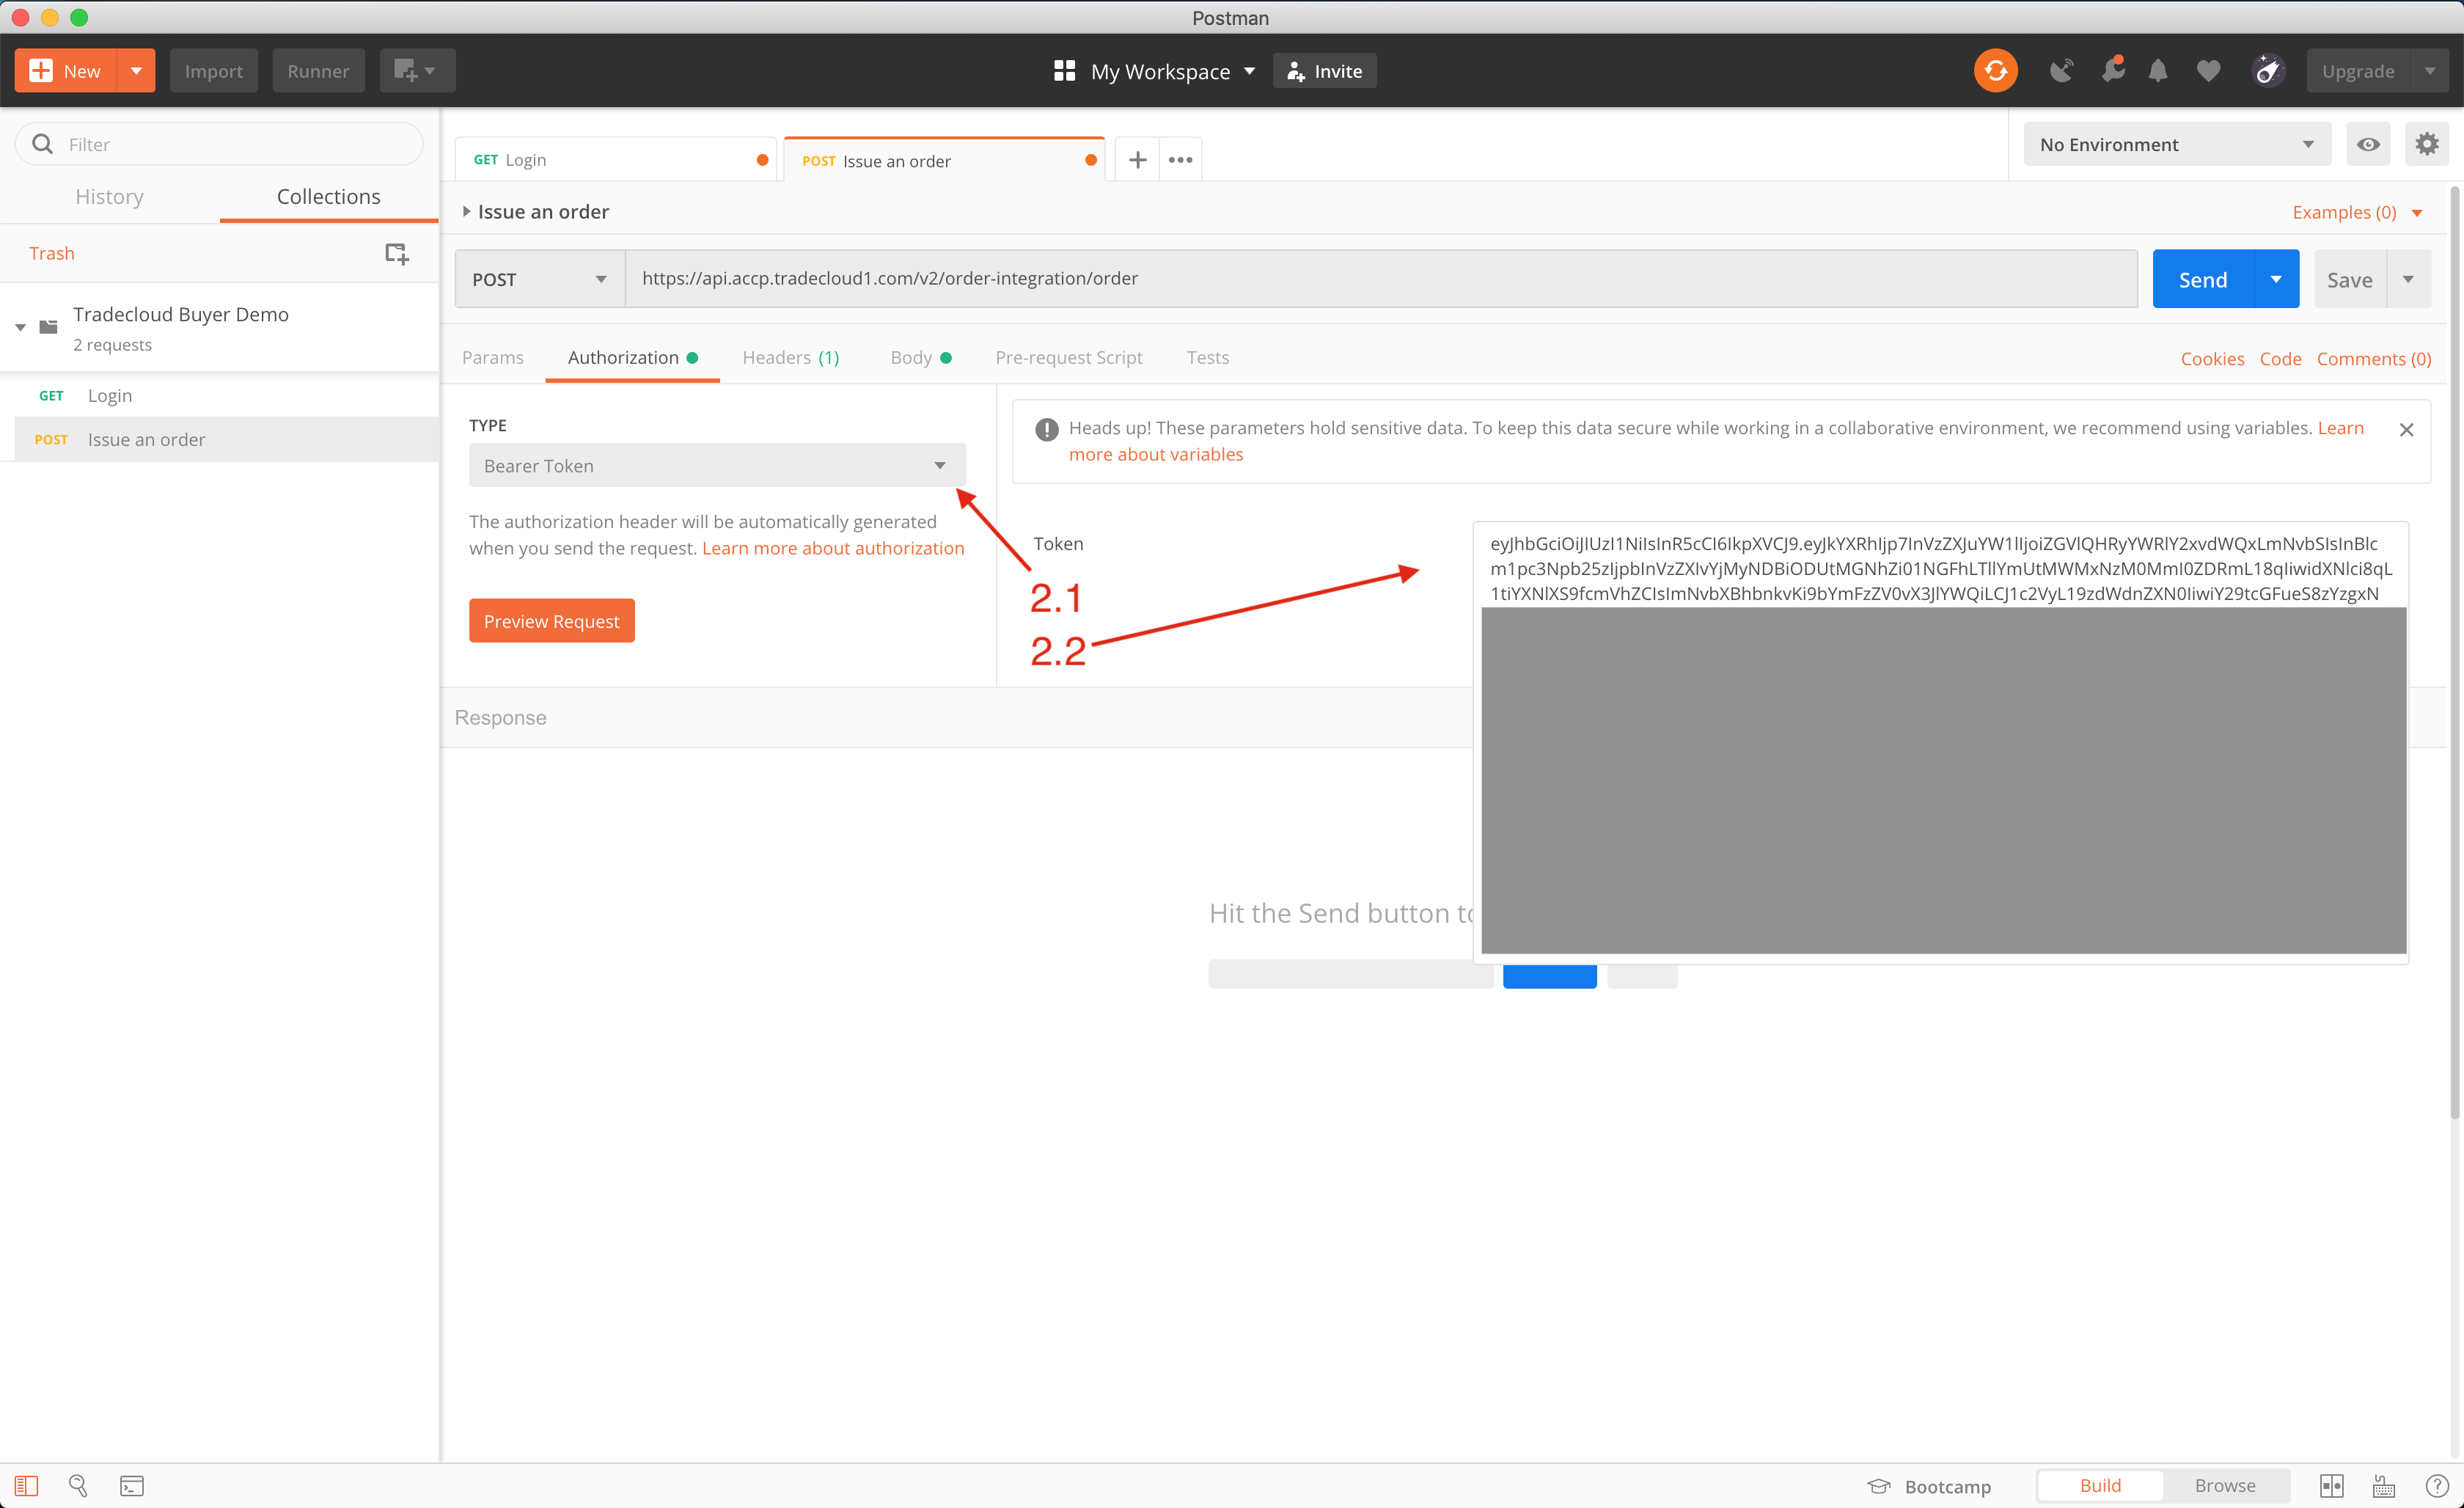 Postman
New
Import
Runner
My Workspace
Invite
Upgrade
Filter
History
Collections
Trash
Tradecloud Buyer Demo
2 requests
GET Login
POST Issue an order
GET Login
POST Issue an order
No Environment
Issue an order
Examples (0)
POST
https://api.accp.tradecloud1.com/v2/order-integration/order
Send
Save
Params
Authorization
Headers (1)
Body
Pre-request Script
Tests
Cookies
Code
Comments (0)
TYPE
Bearer Token
The authorization header will be automatically generated
when you send the request. Learn more about authorization
Preview Request
Heads up! These parameters hold sensitive data. To keep this data secure while working in a collaborative environment, we recommend using variables. Learn
more about variables
Token
2.1
2.2
Response
Hit the Send button
Bootcamp
Build
Browse